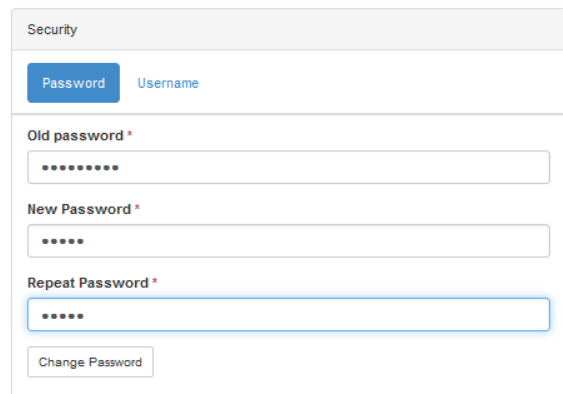 Security
Password Username
Old password *
•••••••••
New Password *
•••••
Repeat Password *
•••••
Change Password